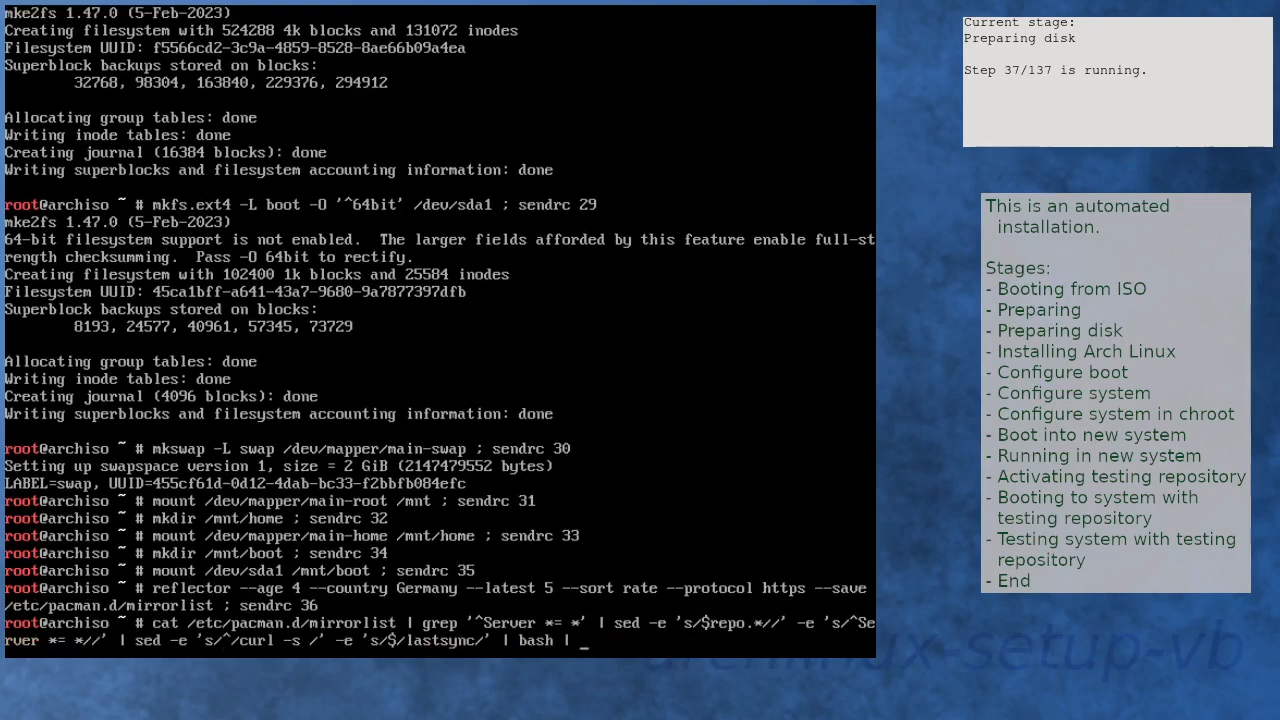 mke2fs 1.47.0 (5-Feb-2023)
Creating filesystem with 524288 4k blocks and 131072 inodes
Filesystem UUID: f5566cd2-3c9a-4859-8528-8ae66b09a4ea
Superblock backups stored on blocks:
        32768, 98304, 163840, 229376, 294912

Allocating group tables: done
Writing inode tables: done
Creating journal (16384 blocks): done
Writing superblocks and filesystem accounting information: done

root@archiso ~ # mkfs.ext4 -L boot -O '^64bit' /dev/sda1 ; sendrc 29
mke2fs 1.47.0 (5-Feb-2023)
64-bit filesystem support is not enabled.  The larger fields afforded by this feature enable full-st
rength checksumming.  Pass -O 64bit to rectify.
Creating filesystem with 102400 1k blocks and 25584 inodes
Filesystem UUID: 45ca1bff-a641-43a7-9680-9a7877397dfb
Superblock backups stored on blocks:
        8193, 24577, 40961, 57345, 73729

Allocating group tables: done
Writing inode tables: done
Creating journal (4096 blocks): done
Writing superblocks and filesystem accounting information: done

root@archiso ~ # mkswap -L swap /dev/mapper/main-swap ; sendrc 30
Setting up swapspace version 1, size = 2 GiB (2147479552 bytes)
LABEL=swap, UUID=455cf61d-0d12-4dab-bc33-f2bbfb084efc
root@archiso ~ # mount /dev/mapper/main-root /mnt ; sendrc 31
root@archiso ~ # mkdir /mnt/home ; sendrc 32
root@archiso ~ # mount /dev/mapper/main-home /mnt/home ; sendrc 33
root@archiso ~ # mkdir /mnt/boot ; sendrc 34
root@archiso ~ # mount /dev/sda1 /mnt/boot ; sendrc 35
root@archiso ~ # reflector --age 4 --country Germany --latest 5 --sort rate --protocol https --save
/etc/pacman.d/mirrorlist ; sendrc 36
root@archiso ~ # cat /etc/pacman.d/mirrorlist | grep '^Server *= *' | sed -e 's/$repo.*//' -e 's/^Se
rver *= *//' | sed -e 's/^/curl -s /' -e 's/$/lastsync/' | bash | _
Current stage:
Preparing disk

Step 37/137 is running.
This is an automated
installation.

Stages:
- Booting from ISO
- Preparing
- Preparing disk
- Installing Arch Linux
- Configure boot
- Configure system
- Configure system in chroot
- Boot into new system
- Running in new system
- Activating testing repository
- Booting to system with
testing repository
- Testing system with testing
repository
- End